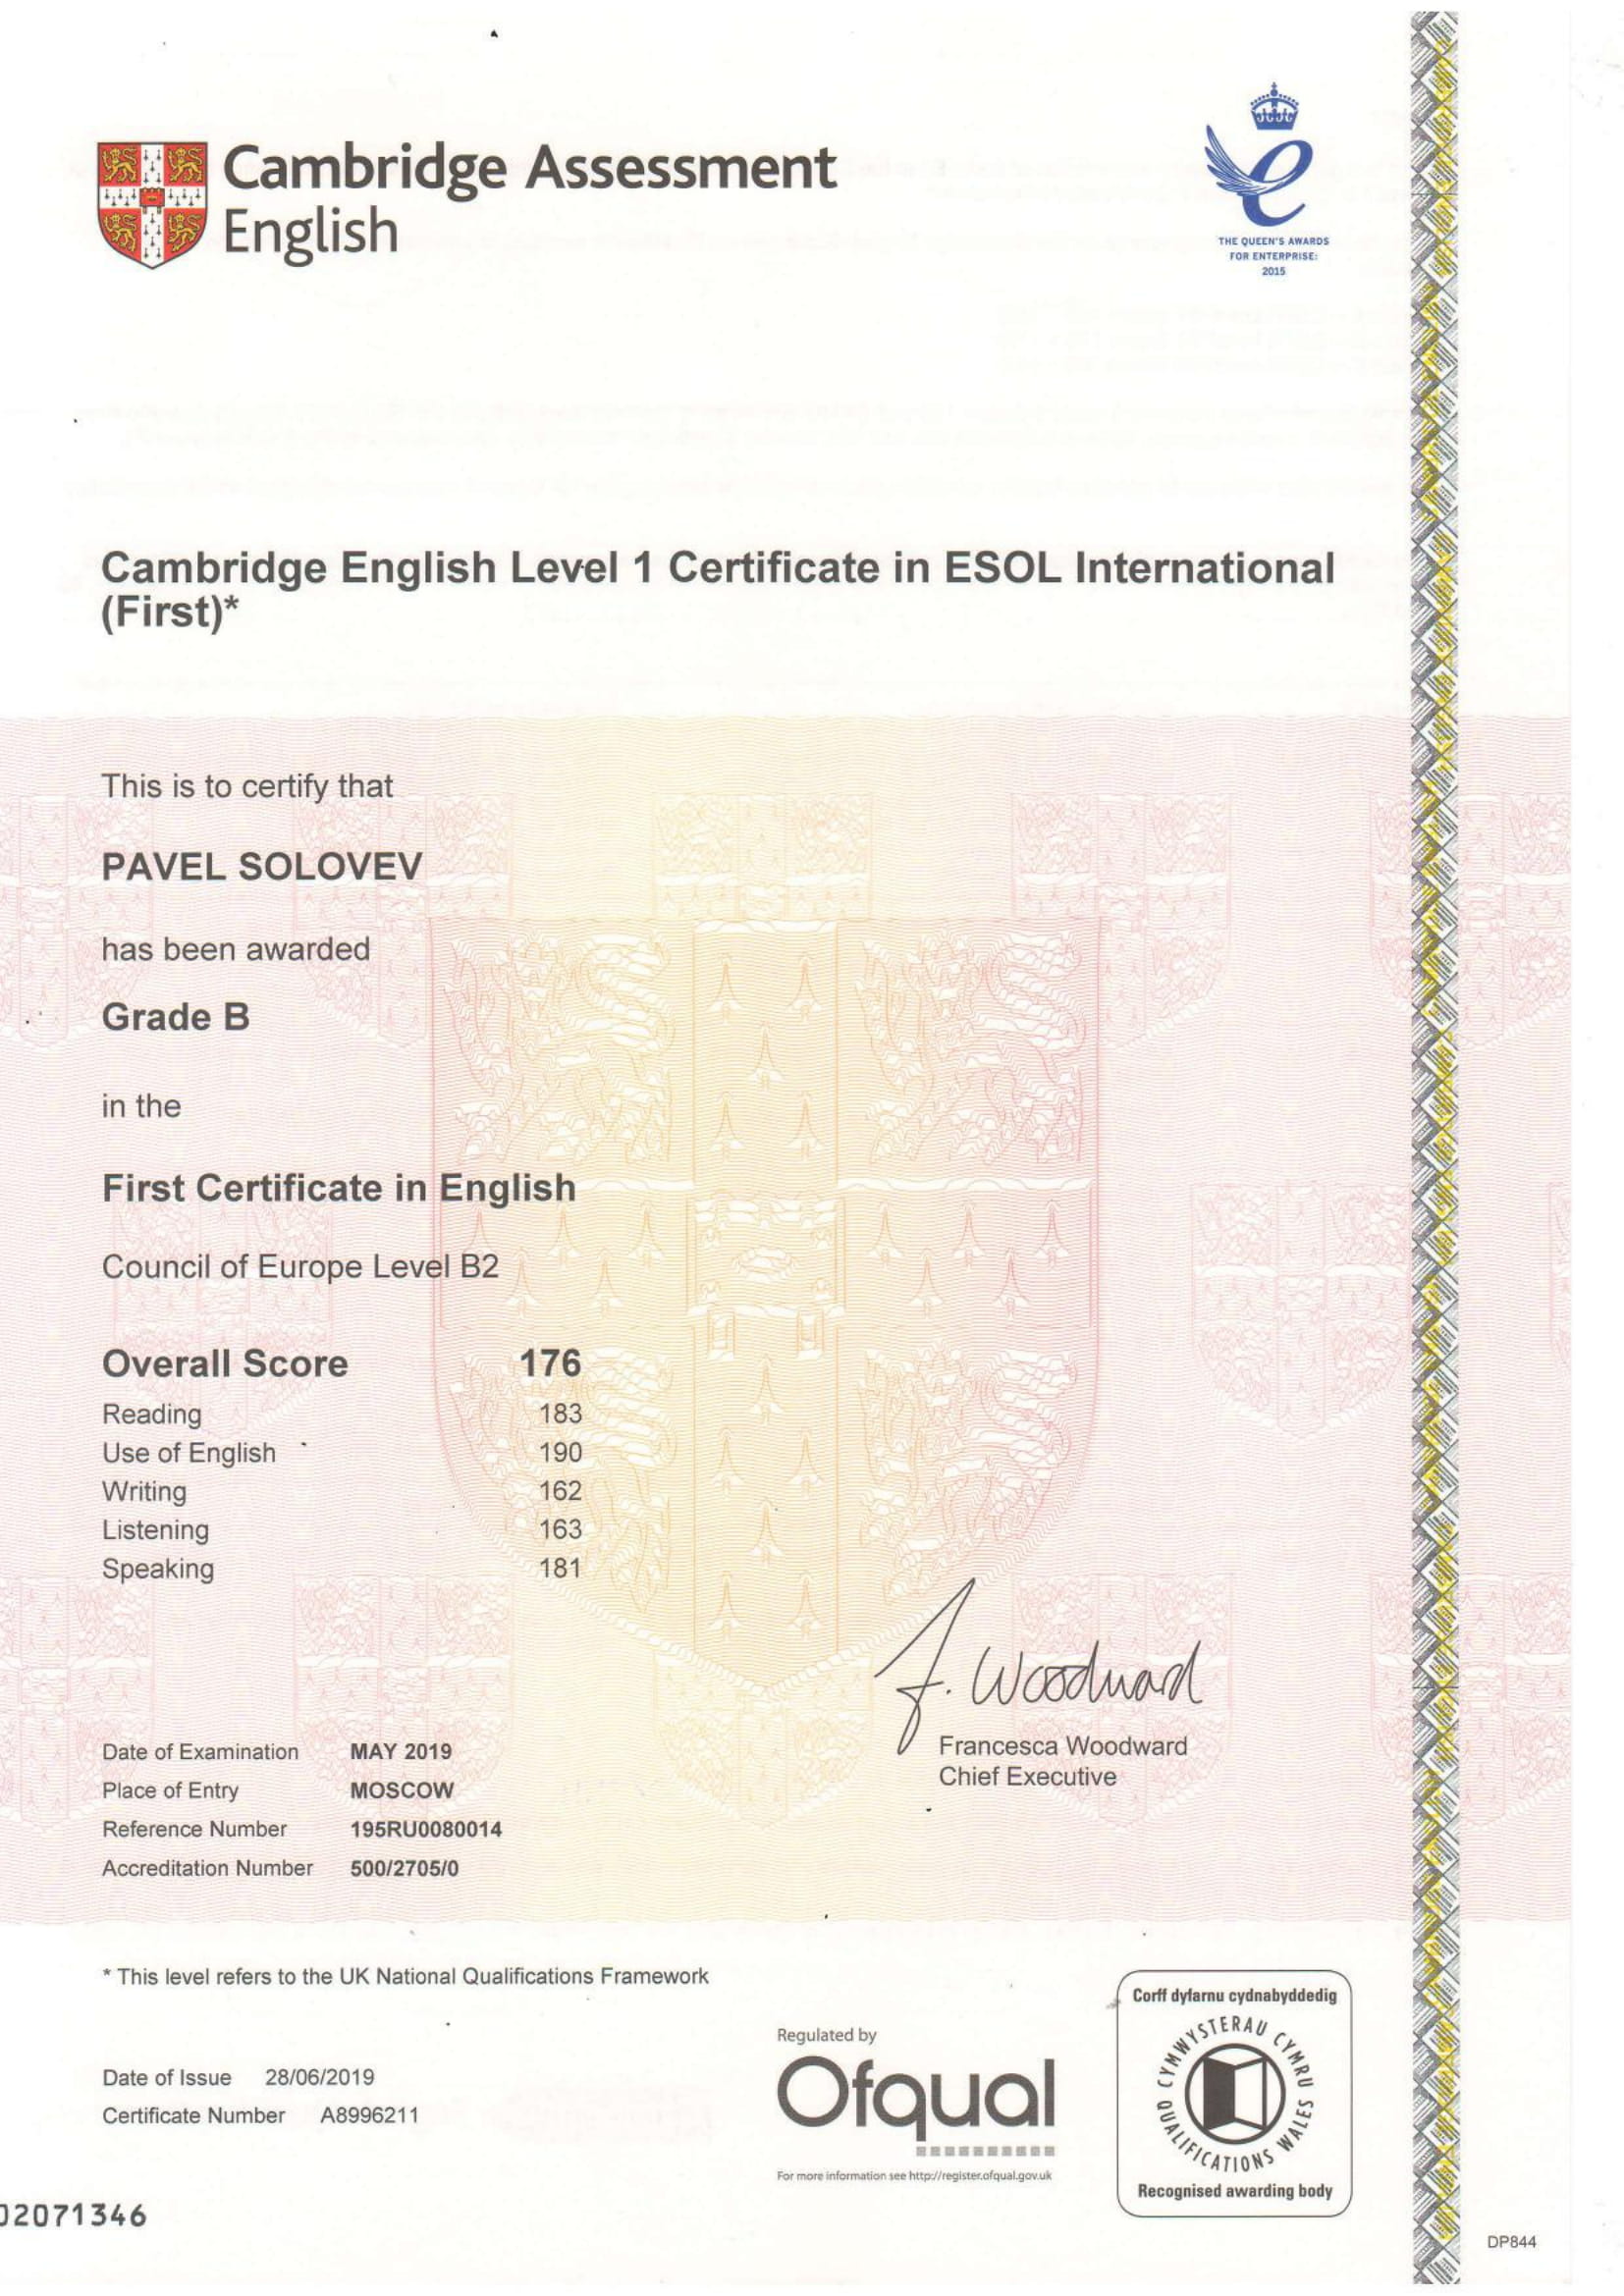 Cambridge Assessment
English
THE QUEEN'S AWARDS
FOR ENTERPRISE:
2015
Cambridge English Level 1 Certificate in ESOL International
(First)*
This is to certify that
PAVEL SOLOVEV
has been awarded
Grade B
in the
First Certificate in English
Council of Europe Level B2
Overall Score 176
Reading 183
Use of English 190
Writing 162
Listening 163
Speaking 181
F. Woodward
Francesca Woodward
Chief Executive
Date of Examination MAY 2019
Place of Entry MOSCOW
Reference Number 195RU0080014
Accreditation Number 500/2705/0
* This level refers to the UK National Qualifications Framework
Date of Issue 28/06/2019
Certificate Number A8996211
Regulated by
Ofqual
For more information see http://register.ofqual.gov.uk
Corff dyfarnu cydnabyddedig
CYMWYSTERAU CYMRU
QUALIFICATIONS WALES
Recognised awarding body
02071346
DP844